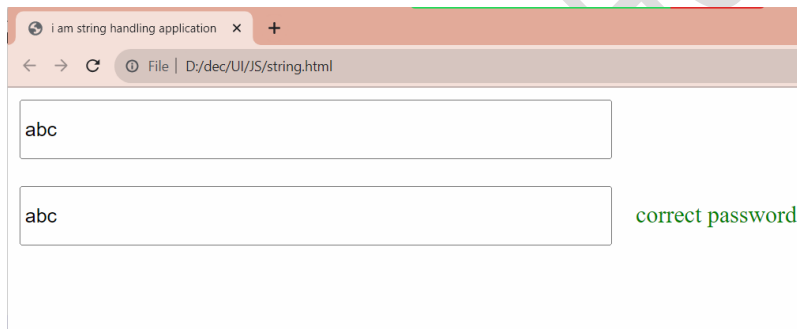 i am string handling application
File D:/dec/UI/JS/string.html
abc
abc correct password